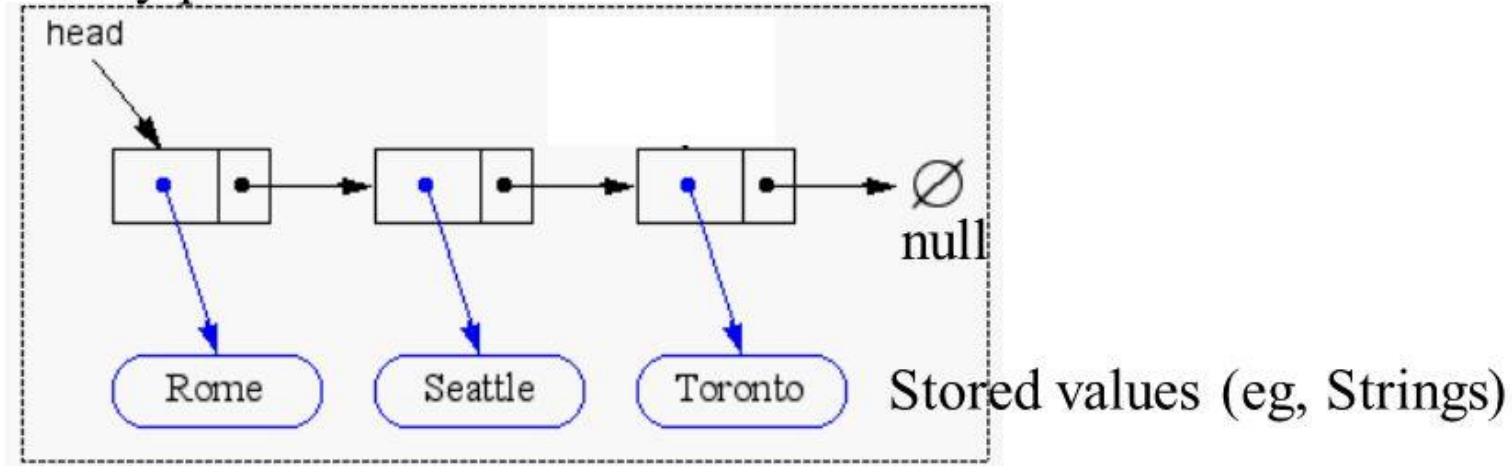 head
null
Rome
Seattle
Toronto
Stored values (eg, Strings)